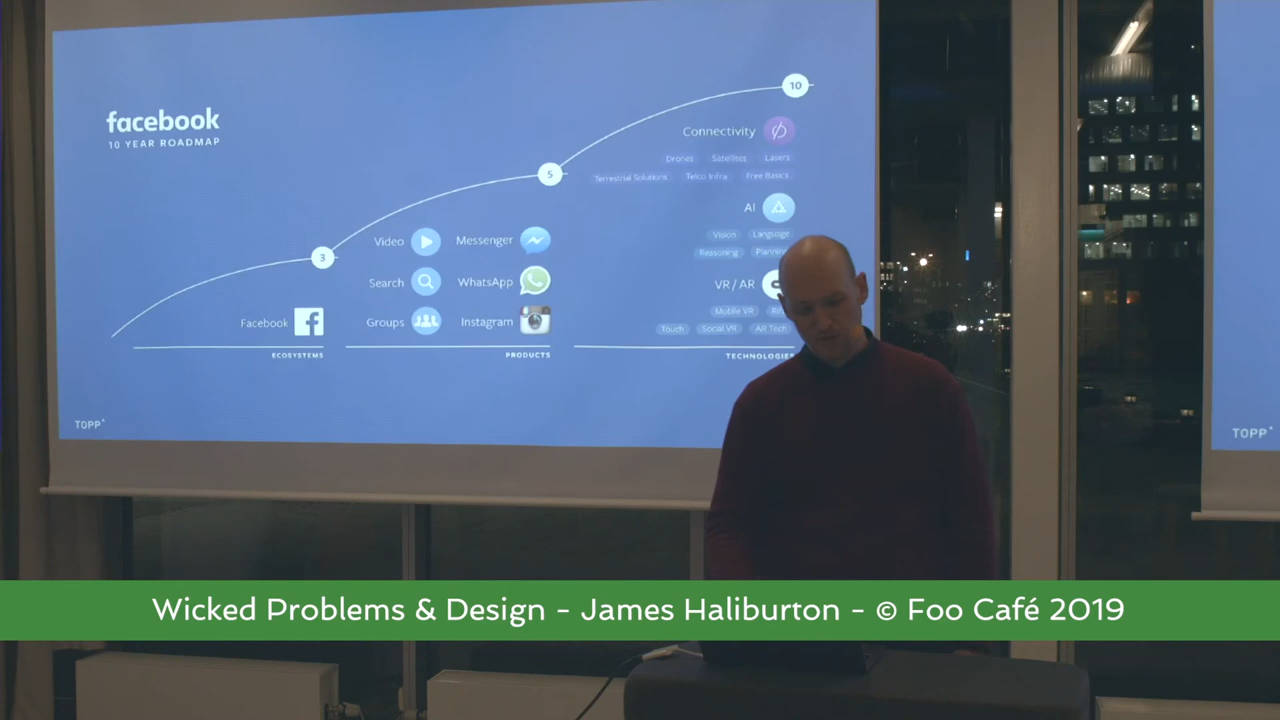 facebook
10 YEAR ROADMAP
3
5
10
Facebook
ECOSYSTEMS
Video
Messenger
Search
WhatsApp
Groups
Instagram
PRODUCTS
Connectivity
Drones Satellites Lasers
Terrestrial Solutions Telco Infra Free Basics
AI
Vision Language
Reasoning
VR / AR
Mobile VR
Touch Social VR AR Tech
TOPP+
TOPP+
Wicked Problems & Design - James Haliburton - © Foo Café 2019